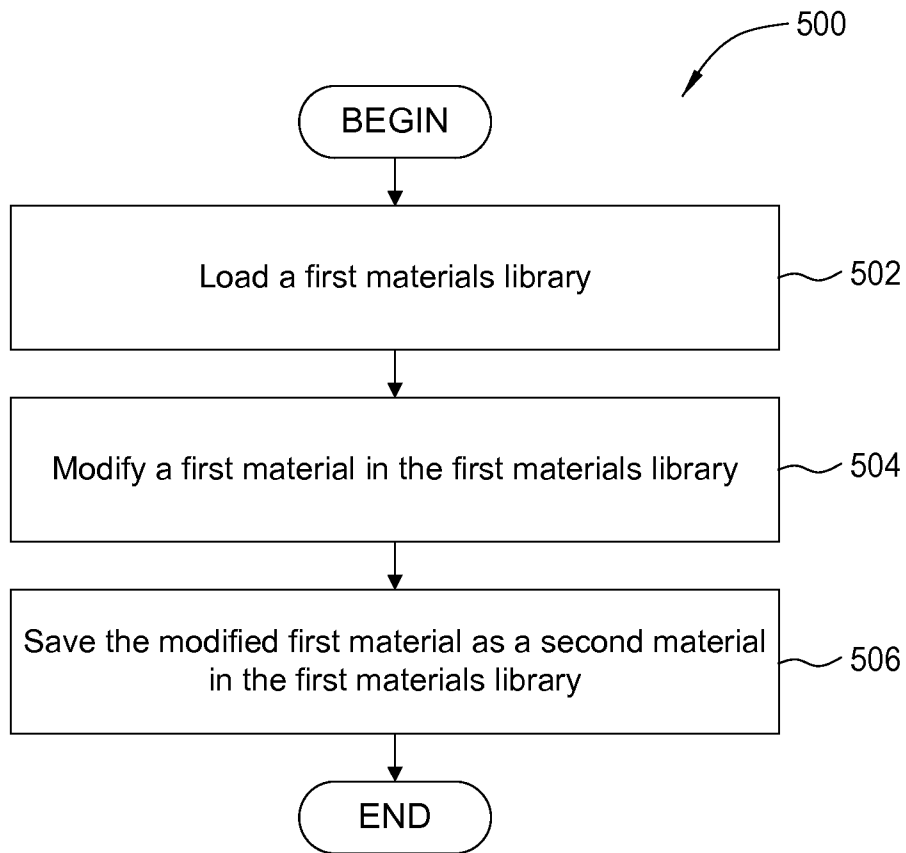 500
BEGIN
Load a first materials library
502
Modify a first material in the first materials library
504
Save the modified first material as a second material
in the first materials library
506
END